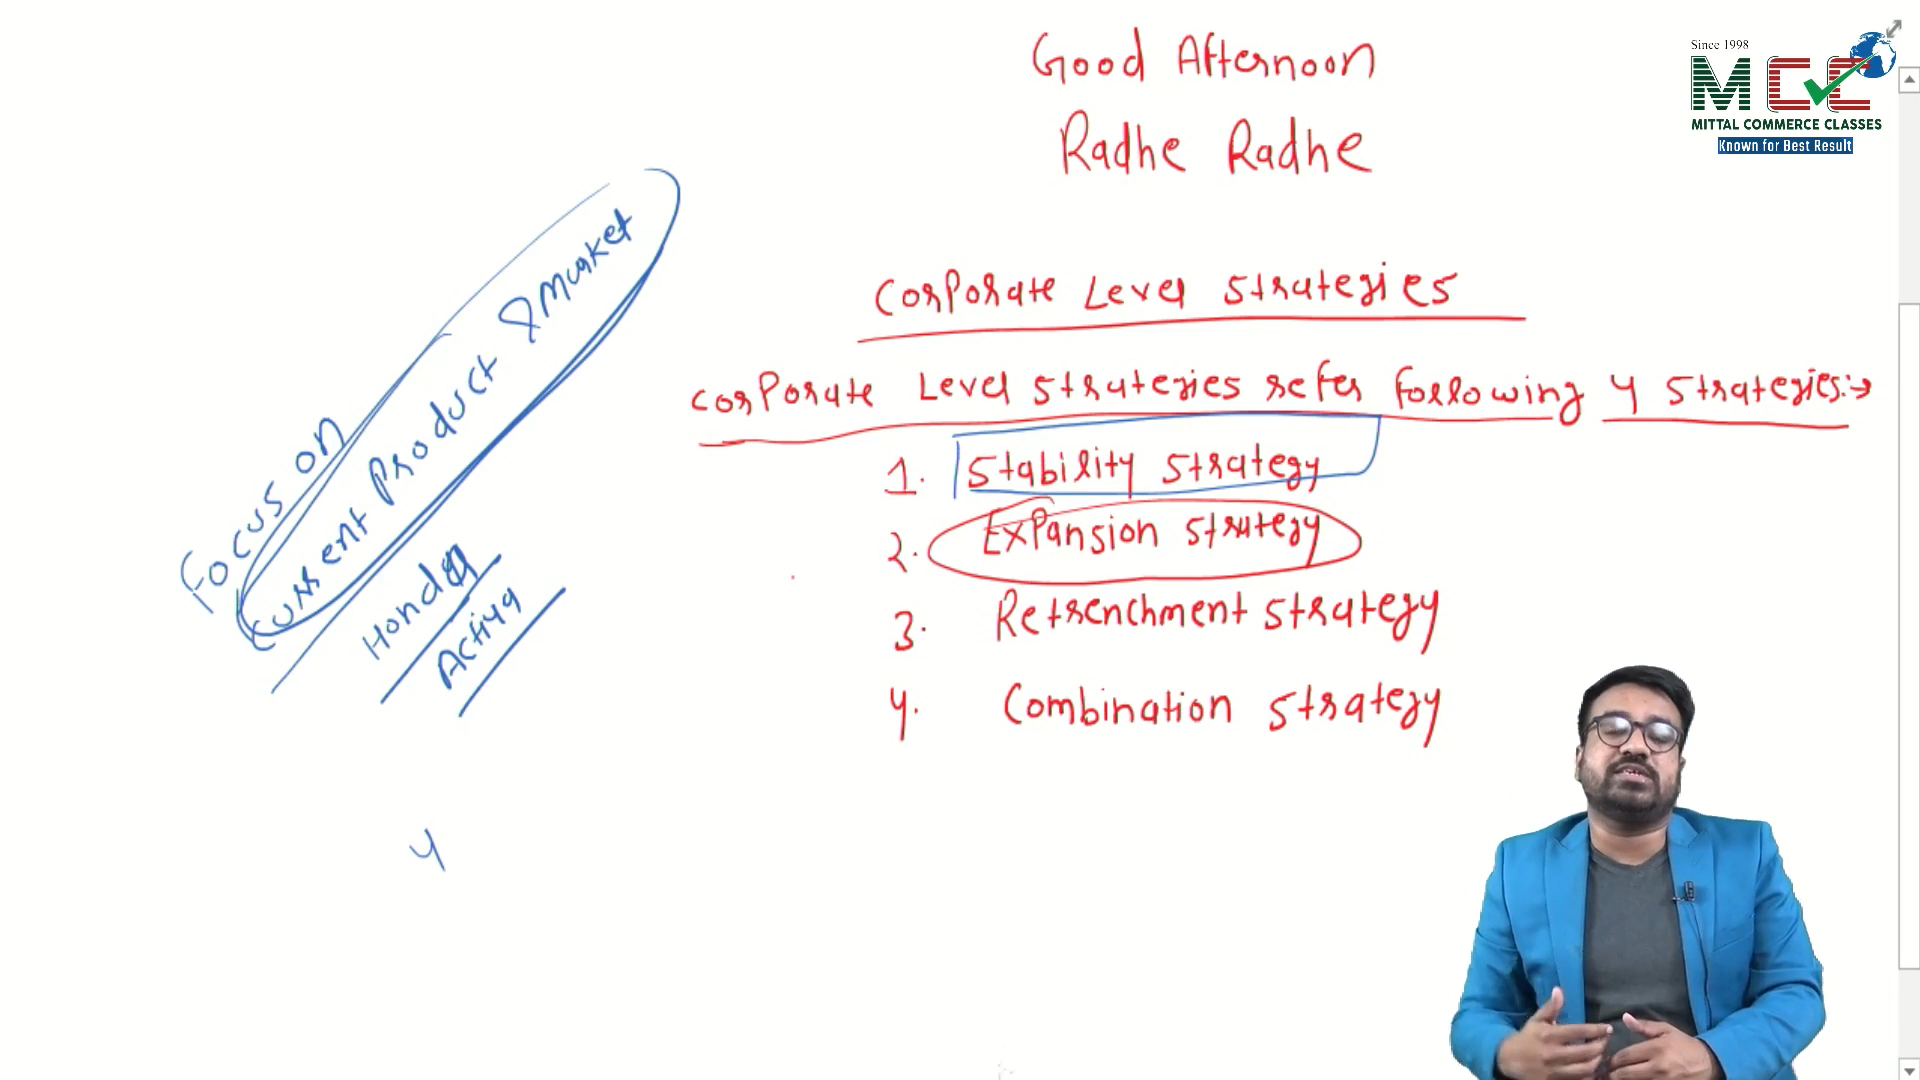 Good Afternoon
Radhe Radhe
Since 1998
MCC
MITTAL COMMERCE CLASSES
Known for Best Result
Corporate Level Strategies
Corporate Level Strategies refer following 4 Strategies:→
1. Stability Strategy
2. Expansion Strategy
3. Retrenchment Strategy
4. Combination Strategy
Focus on
Current Product & Market
Honda
Activa
4